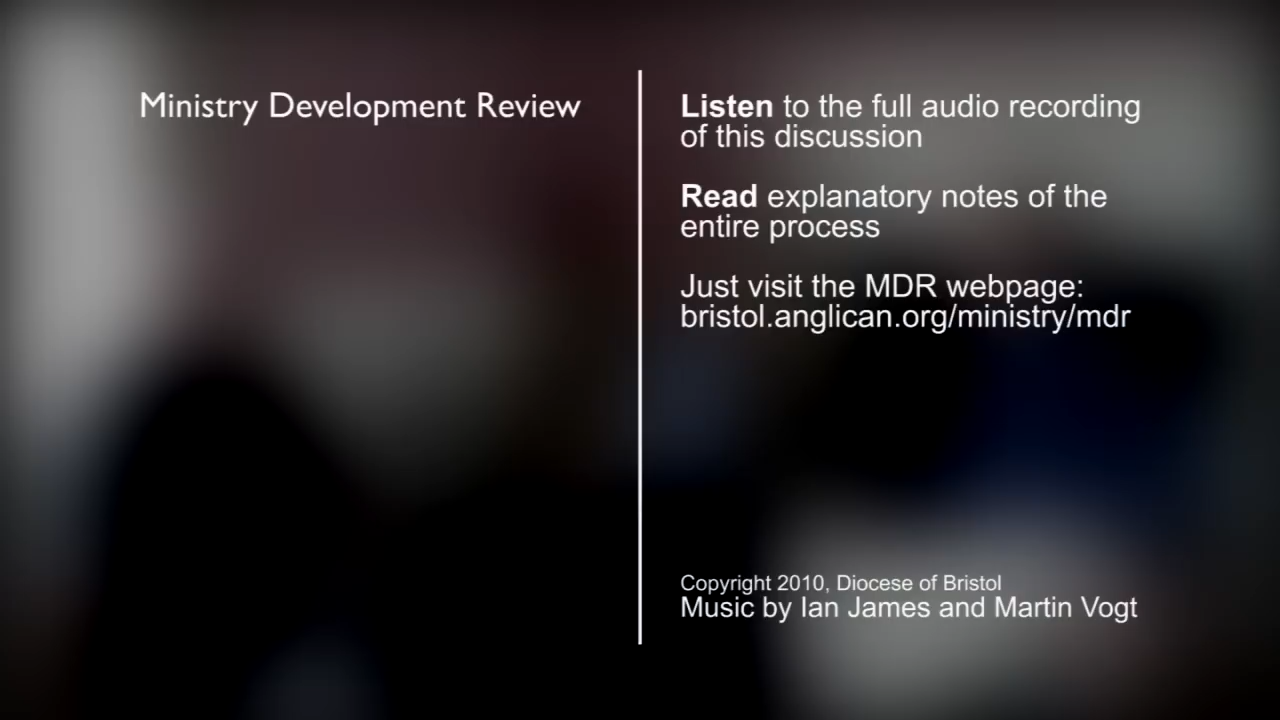 Ministry Development Review
Listen to the full audio recording
of this discussion
Read explanatory notes of the
entire process
Just visit the MDR webpage:
bristol.anglican.org/ministry/mdr
Copyright 2010, Diocese of Bristol
Music by Ian James and Martin Vogt